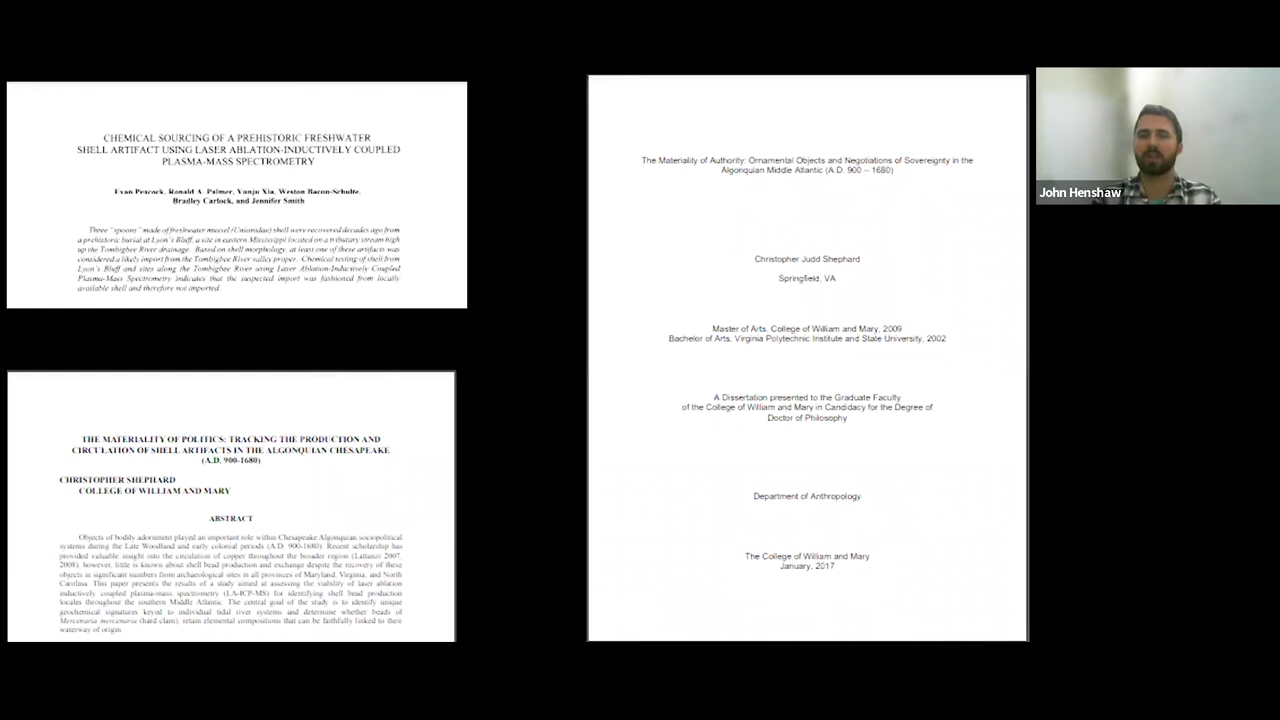 CHEMICAL SOURCING OF A PREHISTORIC FRESHWATER
SHELL ARTIFACT USING LASER ABLATION-INDUCTIVELY COUPLED
PLASMA-MASS SPECTROMETRY
Evan Peacock, Ronald A. Palmer, Yunju Xia, Weston Bacon-Schulte,
Bradley Carlock, and Jennifer Smith
Three "spoons" made of freshwater mussel (Unionidae) shell were recovered decades ago from
a prehistoric burial at Lyon's Bluff, a site in eastern Mississippi located on a tributary stream high
up the Tombigbee River drainage. Based on shell morphology, at least one of these artifacts was
considered a likely import from the Tombigbee River valley proper. Chemical testing of shell from
Lyon's Bluff and sites along the Tombigbee River using Laser Ablation-Inductively Coupled
Plasma-Mass Spectrometry indicates that the suspected import was fashioned from locally
available shell and therefore not imported.
THE MATERIALITY OF POLITICS: TRACKING THE PRODUCTION AND
CIRCULATION OF SHELL ARTIFACTS IN THE ALGONQUIAN CHESAPEAKE
(A.D. 900-1680)
CHRISTOPHER SHEPHARD
COLLEGE OF WILLIAM AND MARY
ABSTRACT
Objects of bodily adornment played an important role within Chesapeake Algonquian sociopolitical
systems during the Late Woodland and early colonial periods (A.D. 900-1680). Recent scholarship has
provided valuable insight into the circulation of copper throughout the broader region (Lattanzi 2007,
2008), however, little is known about shell bead production and exchange despite the recovery of these
objects in significant numbers from archaeological sites in all provinces of Maryland, Virginia, and North
Carolina. This paper presents the results of a study aimed at assessing the viability of laser ablation
inductively coupled plasma-mass spectrometry (LA-ICP-MS) for identifying shell bead production
locales throughout the southern Middle Atlantic. The central goal of the study is to identify unique
geochemical signatures keyed to individual tidal river systems and determine whether beads of
Mercenaria mercenaria (hard clam), retain elemental compositions that can be faithfully linked to their
waterway of origin.
The Materiality of Authority: Ornamental Objects and Negotiations of Sovereignty in the
Algonquian Middle Atlantic (A.D. 900 – 1680)
Christopher Judd Shephard
Springfield, VA
Master of Arts, College of William and Mary, 2009
Bachelor of Arts, Virginia Polytechnic Institute and State University, 2002
A Dissertation presented to the Graduate Faculty
of the College of William and Mary in Candidacy for the Degree of
Doctor of Philosophy
Department of Anthropology
The College of William and Mary
January, 2017
John Henshaw